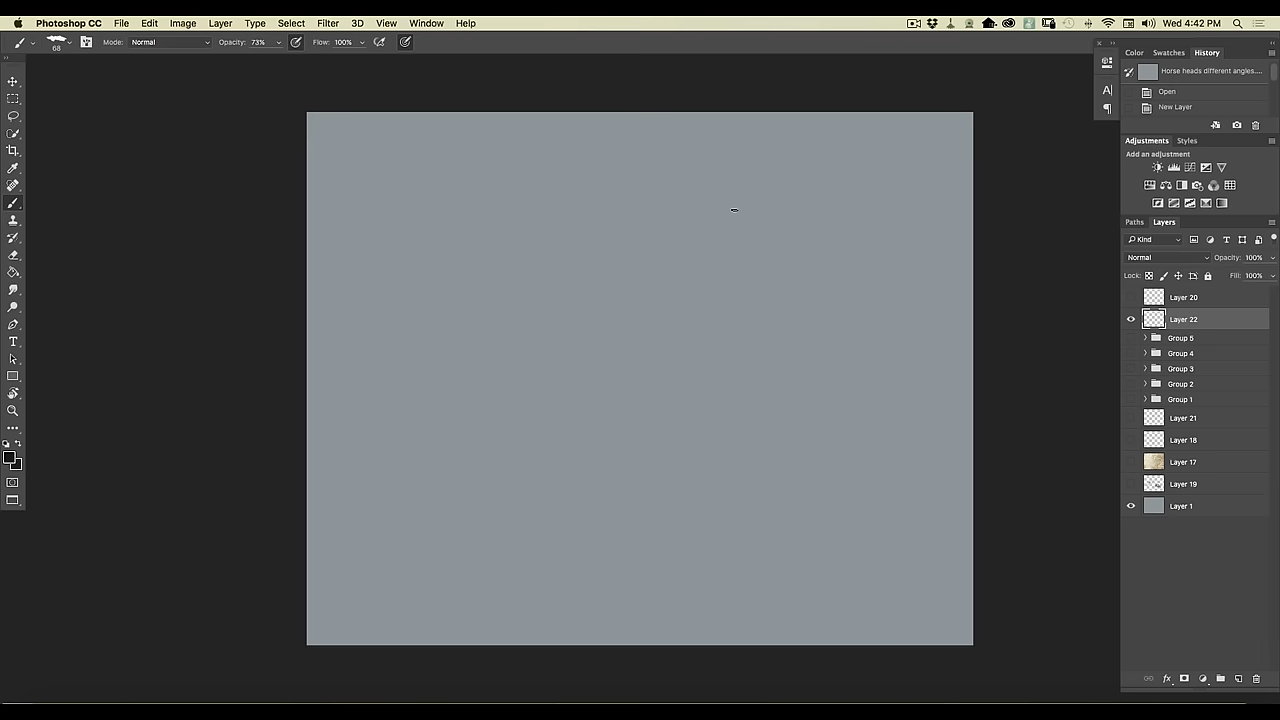 Photoshop CC File Edit Image Layer Type Select Filter 3D View Window Help Wed 4:42 PM
68 Mode: Normal Opacity: 73% Flow: 100%
Color Swatches History
Horse heads different angles....
Open
A|
New Layer
Adjustments Styles
Add an adjustment
Paths Layers
Kind
Normal Opacity: 100%
Lock: Fill: 100%
Layer 20
Layer 22
Group 5
Group 4
Group 3
Group 2
Group 1
Layer 21
Layer 18
Layer 17
Layer 19
Layer 1
fx